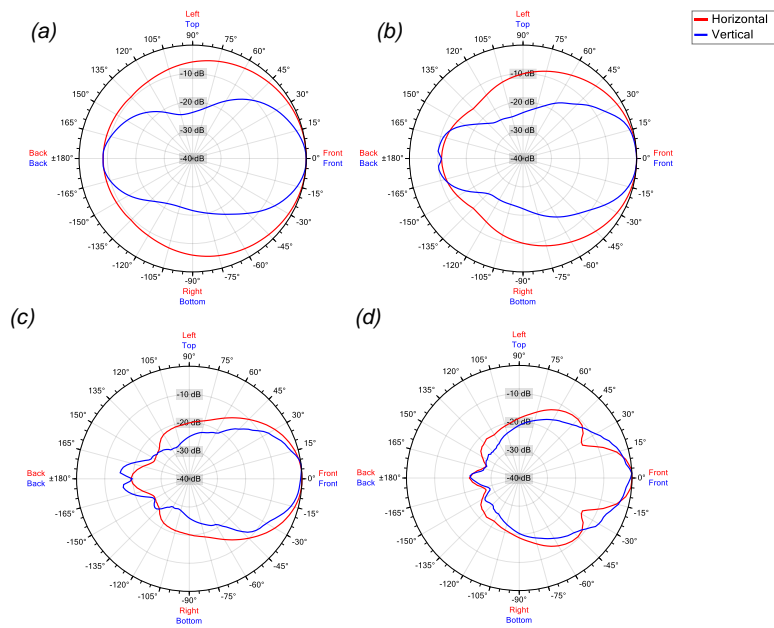 Horizontal
Vertical
(a)
Left
Top
90°
105°
75°
120°
60°
135°
45°
150°
30°
165°
15°
Back
Back
±180°
0°
Front
Front
-165°
-15°
-150°
-30°
-135°
-45°
-120°
-60°
-105°
-75°
-90°
Right
Bottom
-10 dB
-20 dB
-30 dB
-40 dB
(b)
Left
Top
90°
105°
75°
120°
60°
135°
45°
150°
30°
165°
15°
Back
Back
±180°
0°
Front
Front
-165°
-15°
-150°
-30°
-135°
-45°
-120°
-60°
-105°
-75°
-90°
Right
Bottom
-10 dB
-20 dB
-30 dB
-40 dB
(c)
Left
Top
90°
105°
75°
120°
60°
135°
45°
150°
30°
165°
15°
Back
Back
±180°
0°
Front
Front
-165°
-15°
-150°
-30°
-135°
-45°
-120°
-60°
-105°
-75°
-90°
Right
Bottom
-10 dB
-20 dB
-30 dB
-40 dB
(d)
Left
Top
90°
105°
75°
120°
60°
135°
45°
150°
30°
165°
15°
Back
Back
±180°
0°
Front
Front
-165°
-15°
-150°
-30°
-135°
-45°
-120°
-60°
-105°
-75°
-90°
Right
Bottom
-10 dB
-20 dB
-30 dB
-40 dB